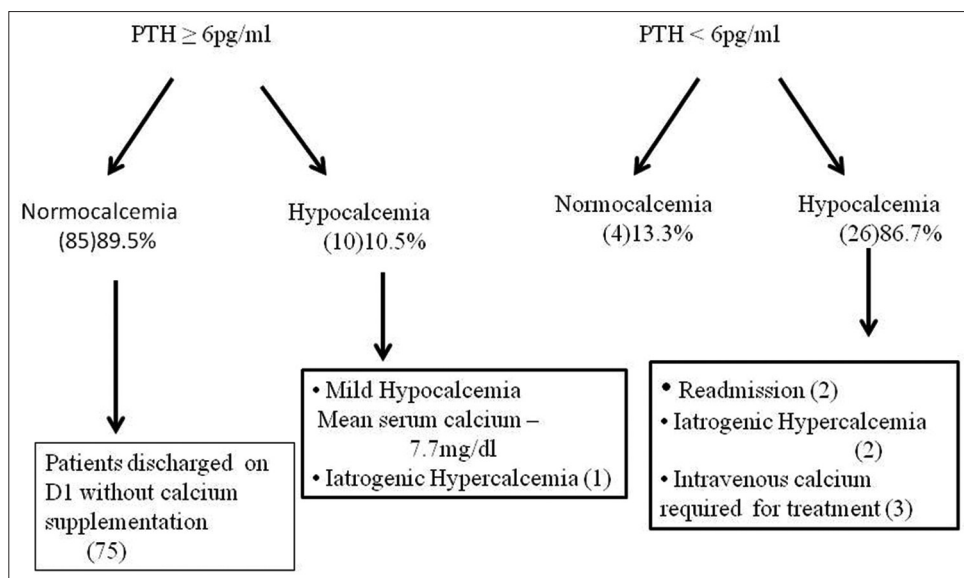 PTH ≥ 6pg/ml
PTH < 6pg/ml
Normocalcemia
(85)89.5%
Hypocalcemia
(10)10.5%
Normocalcemia
(4)13.3%
Hypocalcemia
(26)86.7%
Patients discharged on
D1 without calcium
supplementation
(75)
• Mild Hypocalcemia
Mean serum calcium –
7.7mg/dl
• Iatrogenic Hypercalcemia (1)
• Readmission (2)
• Iatrogenic Hypercalcemia
(2)
• Intravenous calcium
required for treatment (3)